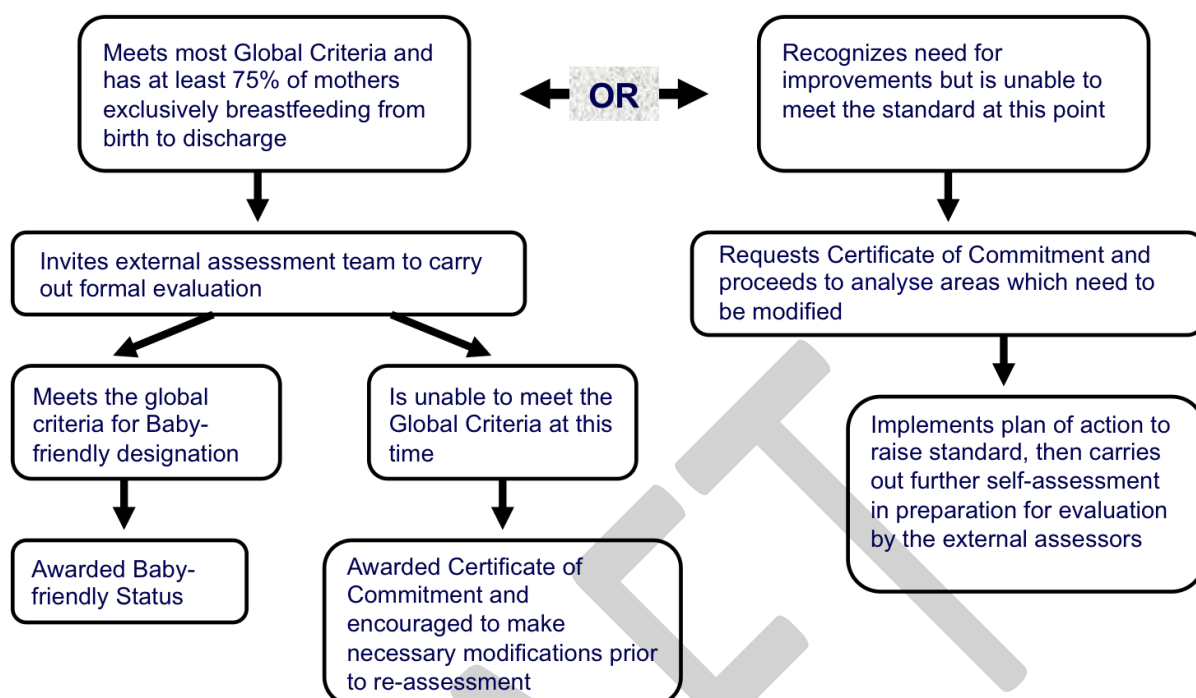 Meets most Global Criteria and
has at least 75% of mothers
exclusively breastfeeding from
birth to discharge
OR
Recognizes need for
improvements but is unable to
meet the standard at this point
Invites external assessment team to carry
out formal evaluation
Requests Certificate of Commitment and
proceeds to analyse areas which need to
be modified
Meets the global
criteria for Baby-
friendly designation
Is unable to meet the
Global Criteria at this
time
Implements plan of action to
raise standard, then carries
out further self-assessment
in preparation for evaluation
by the external assessors
Awarded Baby-
friendly Status
Awarded Certificate of
Commitment and
encouraged to make
necessary modifications prior
to re-assessment